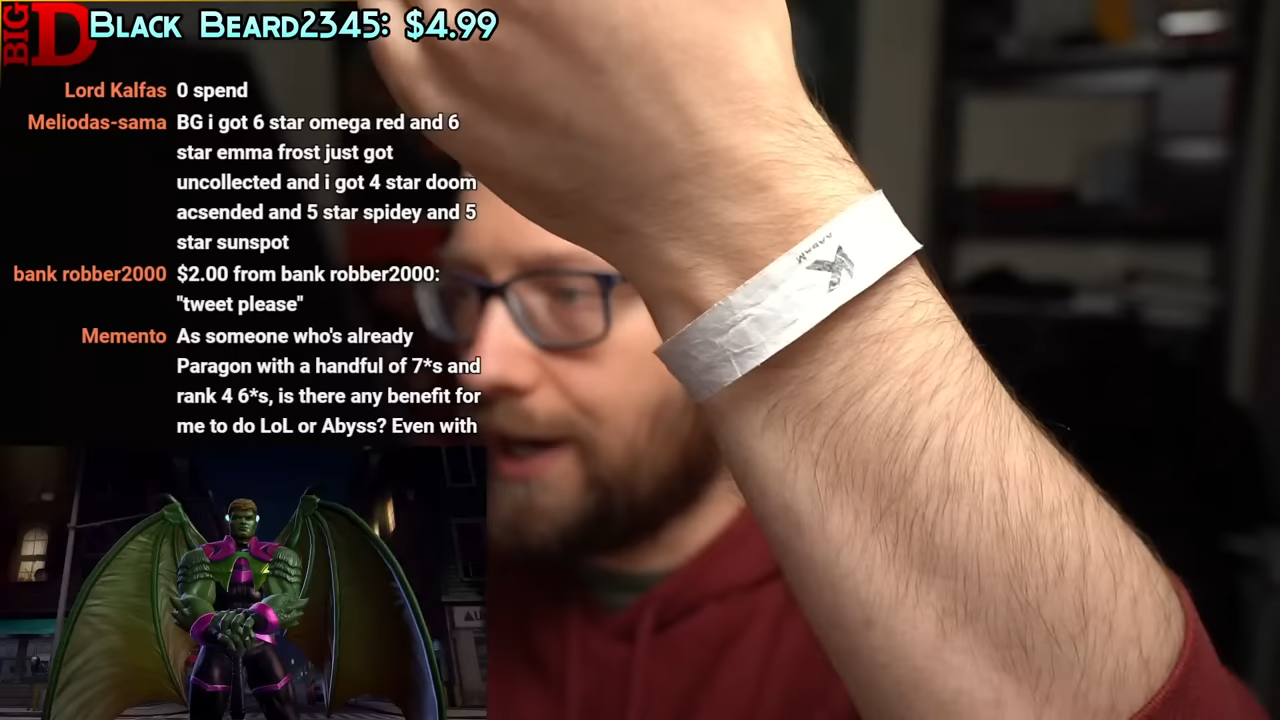 BIG D
BLACK BEARD2345: $4.99
Lord Kalfas 0 spend
Meliodas-sama BG i got 6 star omega red and 6
star emma frost just got
uncollected and i got 4 star doom
acsended and 5 star spidey and 5
star sunspot
bank robber2000 $2.00 from bank robber2000:
"tweet please"
Memento As someone who's already
Paragon with a handful of 7*s and
rank 4 6*s, is there any benefit for
me to do LoL or Abyss? Even with